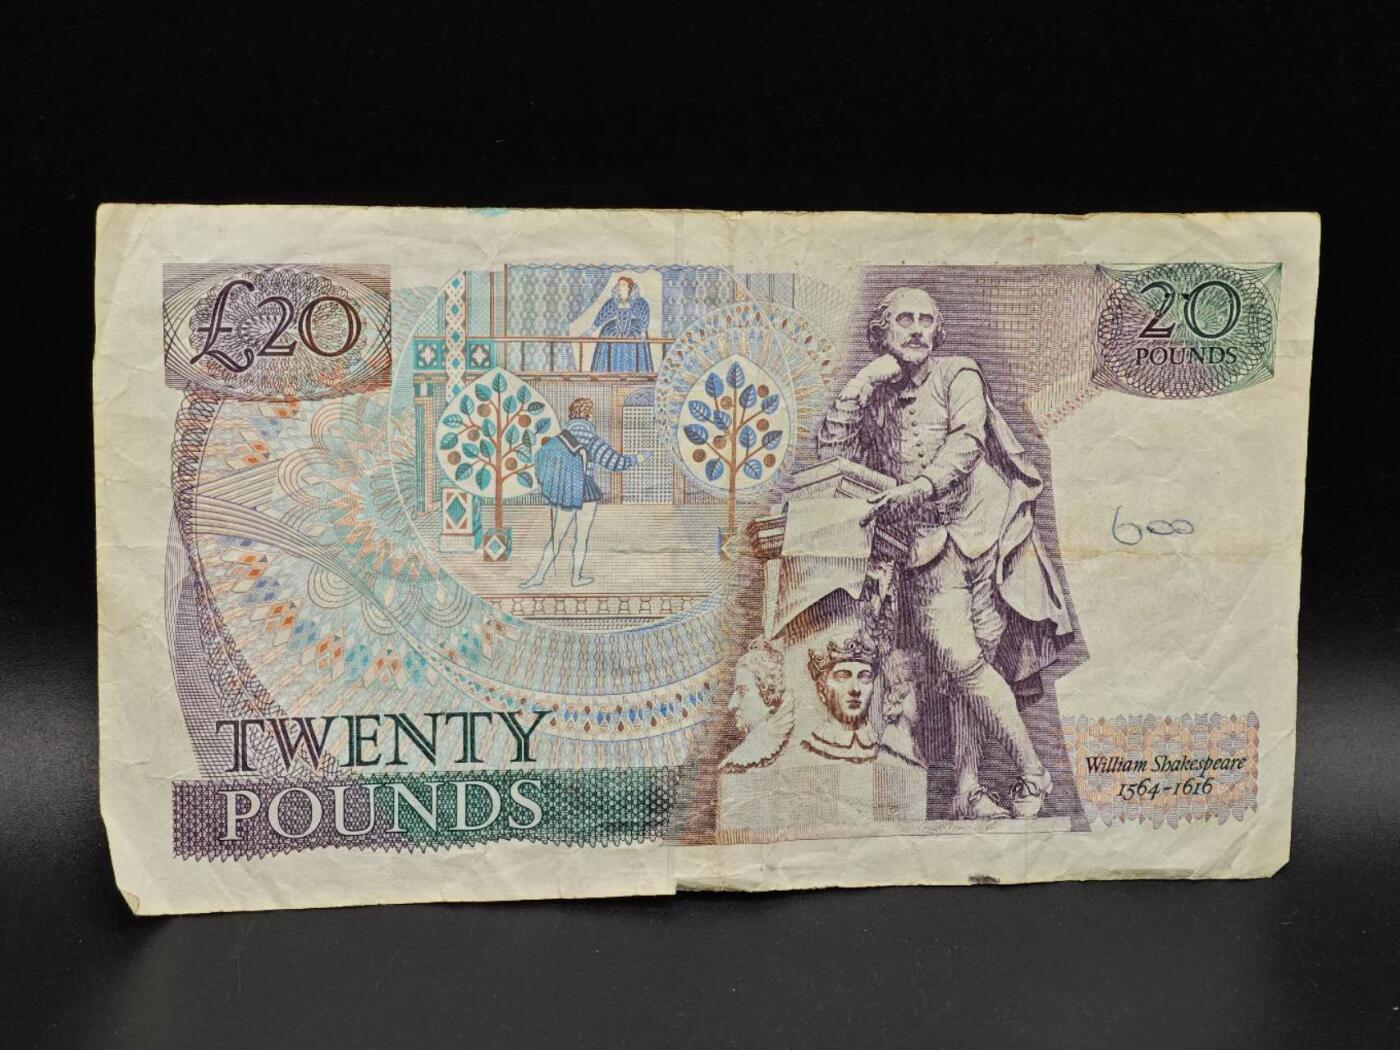 £20
20
POUNDS
600
TWENTY
POUNDS
William Shakespeare
1564-1616